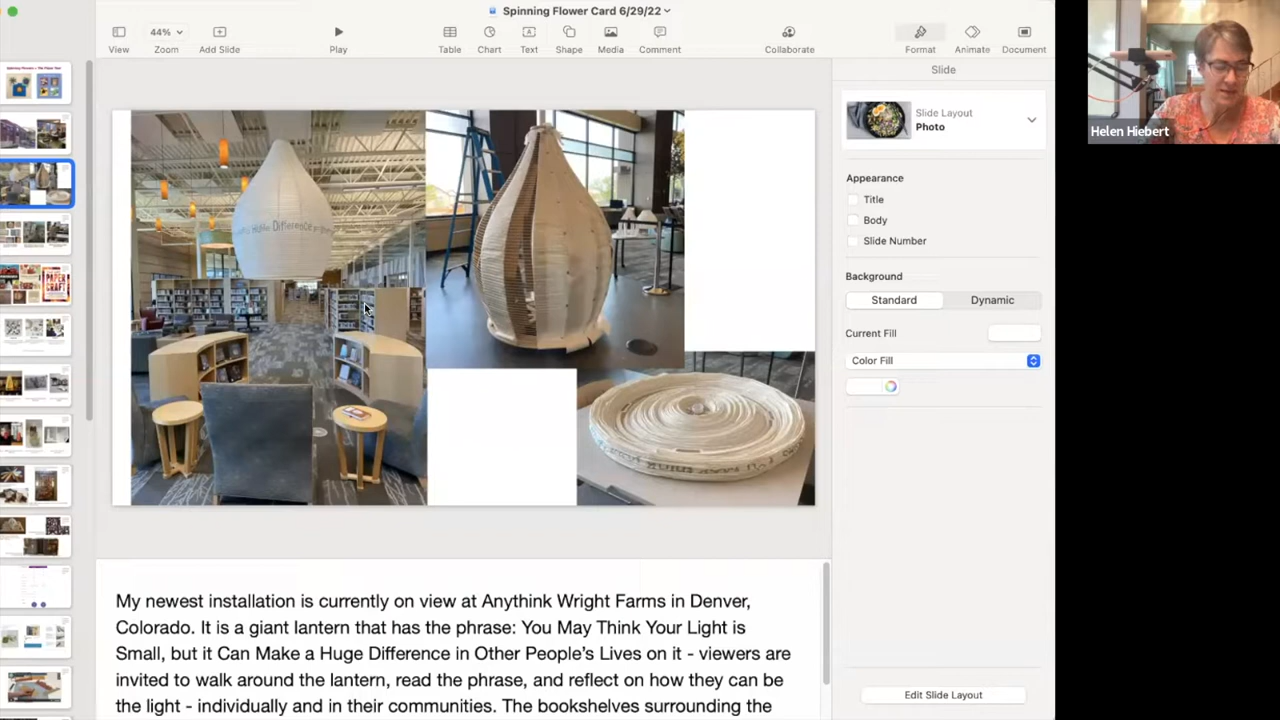 Spinning Flower Card 6/29/22
44%
View
Zoom
Add Slide
Play
Table
Chart
Text
Shape
Media
Comment
Collaborate
Format
Animate
Document
Slide
Slide Layout
Photo
Appearance
Title
Body
Slide Number
Background
Standard
Dynamic
Current Fill
Color Fill
Edit Slide Layout
Helen Hiebert
Huge Difference
My newest installation is currently on view at Anythink Wright Farms in Denver,
Colorado. It is a giant lantern that has the phrase: You May Think Your Light is
Small, but it Can Make a Huge Difference in Other People’s Lives on it - viewers are
invited to walk around the lantern, read the phrase, and reflect on how they can be
the light - individually and in their communities. The bookshelves surrounding the